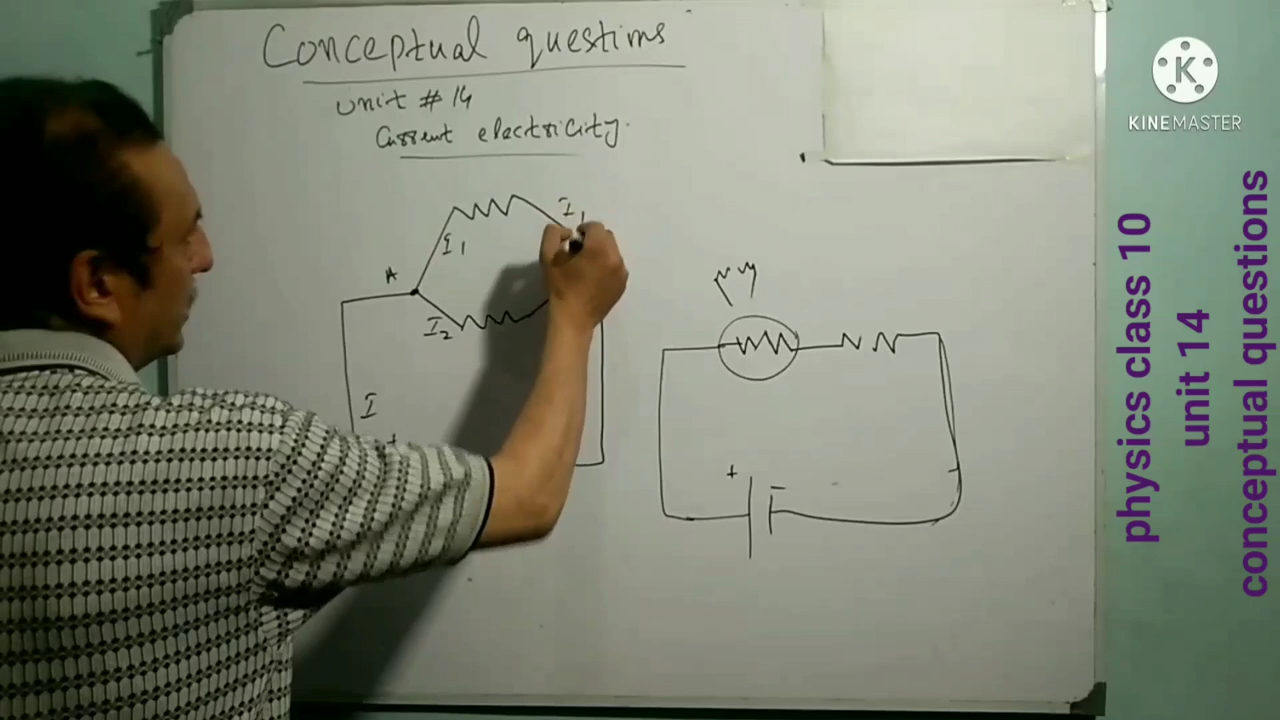 Conceptual questions
unit # 14
Current electricity.
I1
I1
A
I2
I
+
+
−
K
KINEMASTER
physics class 10
unit 14
conceptual questions